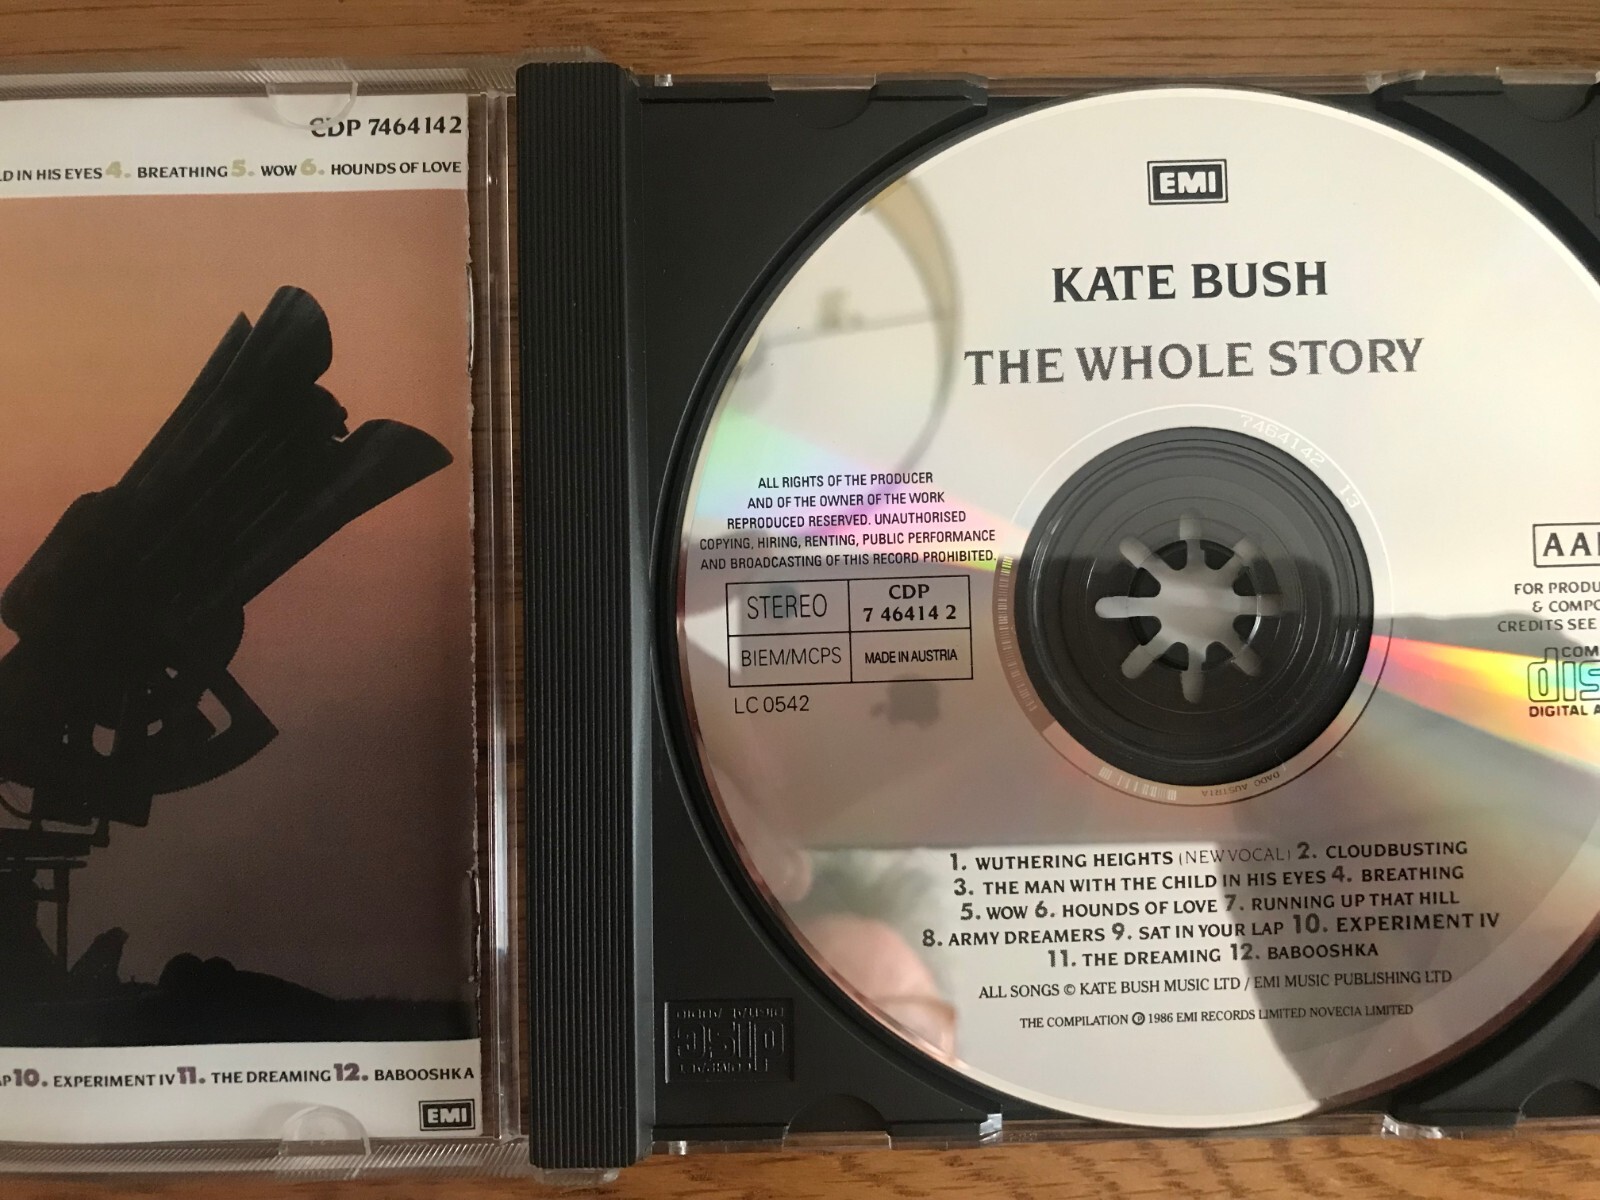 CDP 7464142
LD IN HIS EYES 4. BREATHING 5. WOW 6. HOUNDS OF LOVE
10. EXPERIMENT IV 11. THE DREAMING 12. BABOOSHKA
EMI
EMI
KATE BUSH
THE WHOLE STORY
7464142 13
ALL RIGHTS OF THE PRODUCER
AND OF THE OWNER OF THE WORK
REPRODUCED RESERVED. UNAUTHORISED
COPYING, HIRING, RENTING, PUBLIC PERFORMANCE
AND BROADCASTING OF THIS RECORD PROHIBITED.
STEREO
CDP
7 46414 2
BIEM/MCPS
MADE IN AUSTRIA
LC 0542
AA
FOR PRODU
& COMPO
CREDITS SEE
COM
dis
DIGITAL A
DADC AUSTRIA
1. WUTHERING HEIGHTS (NEW VOCAL) 2. CLOUDBUSTING
3. THE MAN WITH THE CHILD IN HIS EYES 4. BREATHING
5. WOW 6. HOUNDS OF LOVE 7. RUNNING UP THAT HILL
8. ARMY DREAMERS 9. SAT IN YOUR LAP 10. EXPERIMENT IV
11. THE DREAMING 12. BABOOSHKA
ALL SONGS © KATE BUSH MUSIC LTD / EMI MUSIC PUBLISHING LTD
THE COMPILATION ℗ 1986 EMI RECORDS LIMITED NOVECIA LIMITED